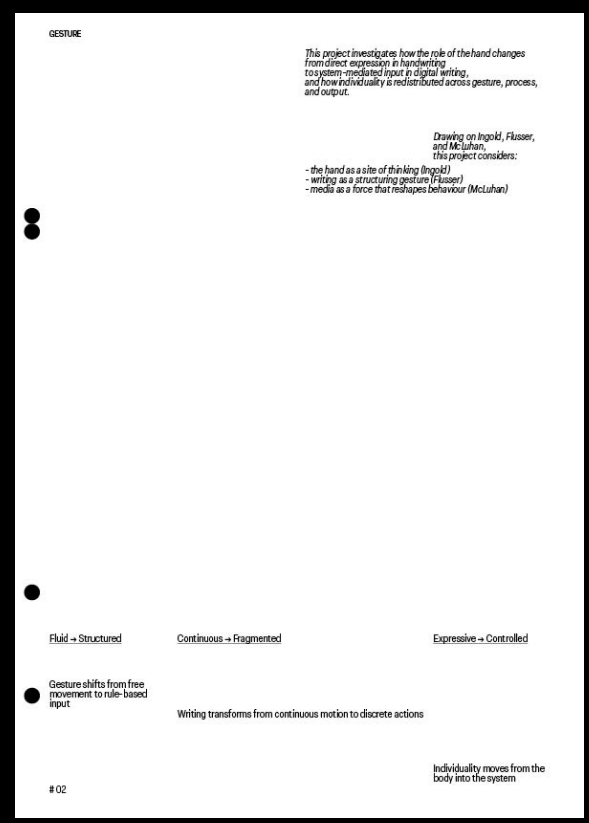 GESTURE
This project investigates how the role of the hand changes
from direct expression in handwriting
to system-mediated input in digital writing,
and how individuality is redistributed across gesture, process,
and output.
Drawing on Ingold, Flusser,
and McLuhan,
this project considers:
- the hand as a site of thinking (Ingold)
- writing as a structuring gesture (Flusser)
- media as a force that reshapes behaviour (McLuhan)
Fluid → Structured
Continuous → Fragmented
Expressive → Controlled
Gesture shifts from free
movement to rule-based
input
Writing transforms from continuous motion to discrete actions
Individuality moves from the
body into the system
# 02